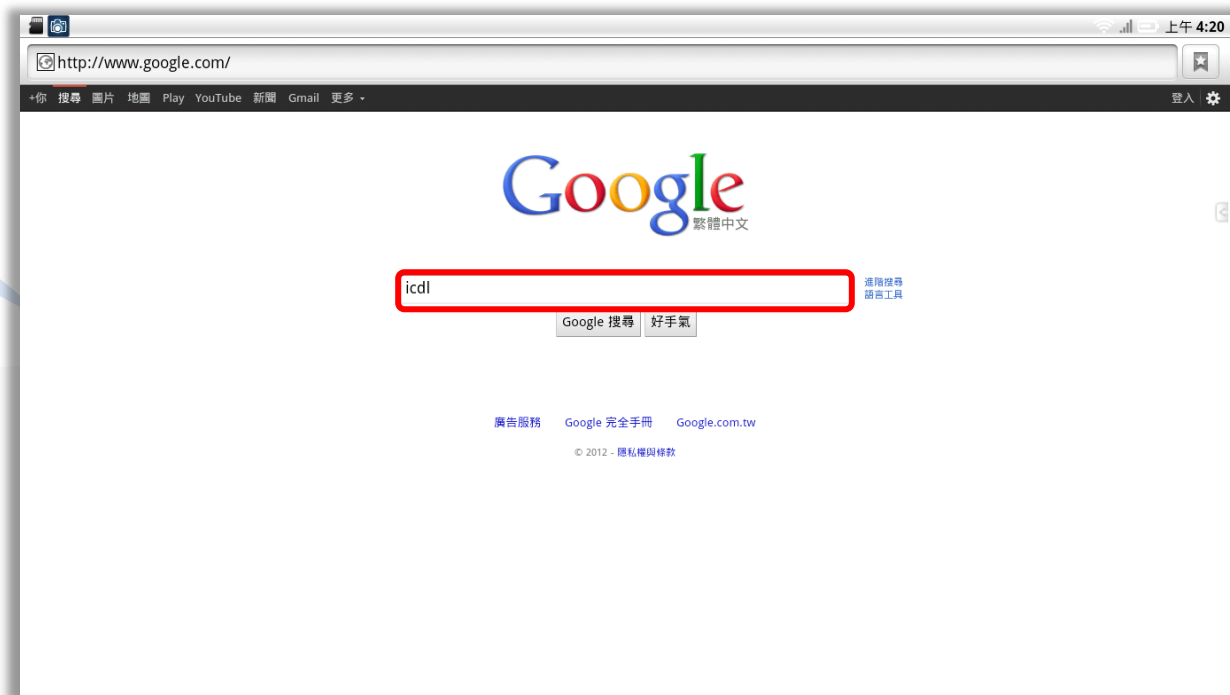 上午 4:20
http://www.google.com/
+你 搜尋 圖片 地圖 Play YouTube 新聞 Gmail 更多 登入
Google
繁體中文
icdl
進階搜尋
語言工具
Google 搜尋 好手氣
廣告服務 Google 完全手冊 Google.com.tw
© 2012 - 隱私權與條款